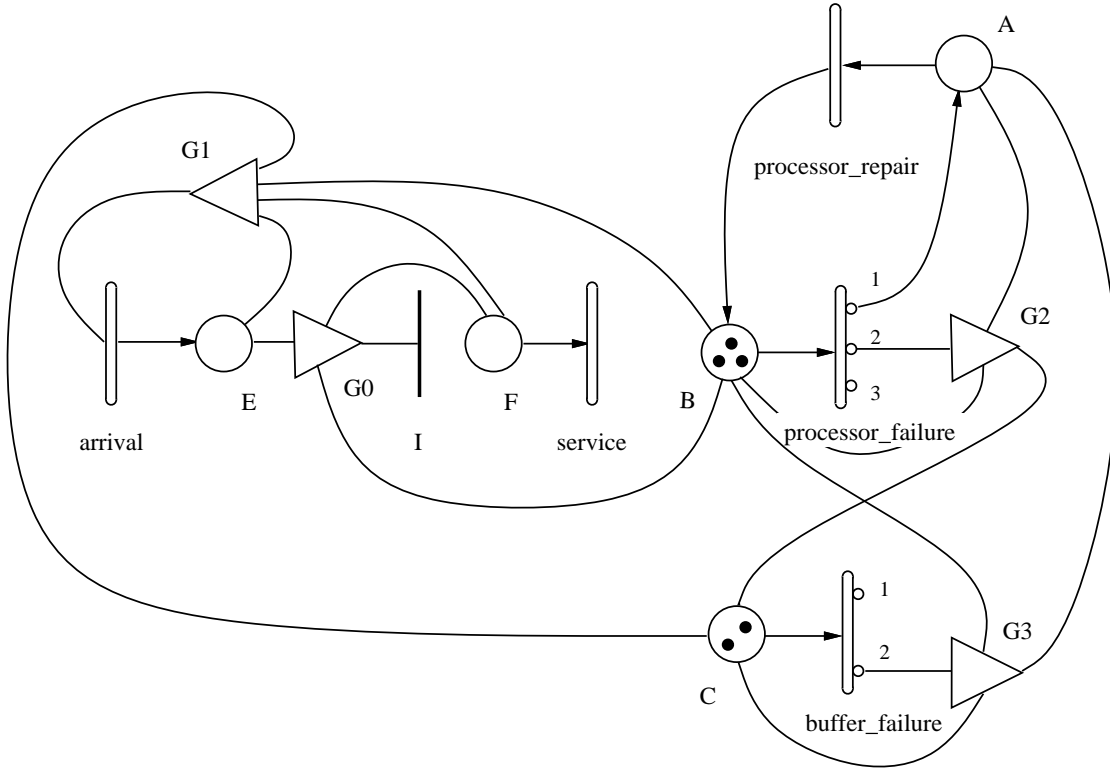 A
G1
processor_repair
1
G2
2
G0
3
E
F
B
processor_failure
arrival
I
service
1
G3
2
C
buffer_failure